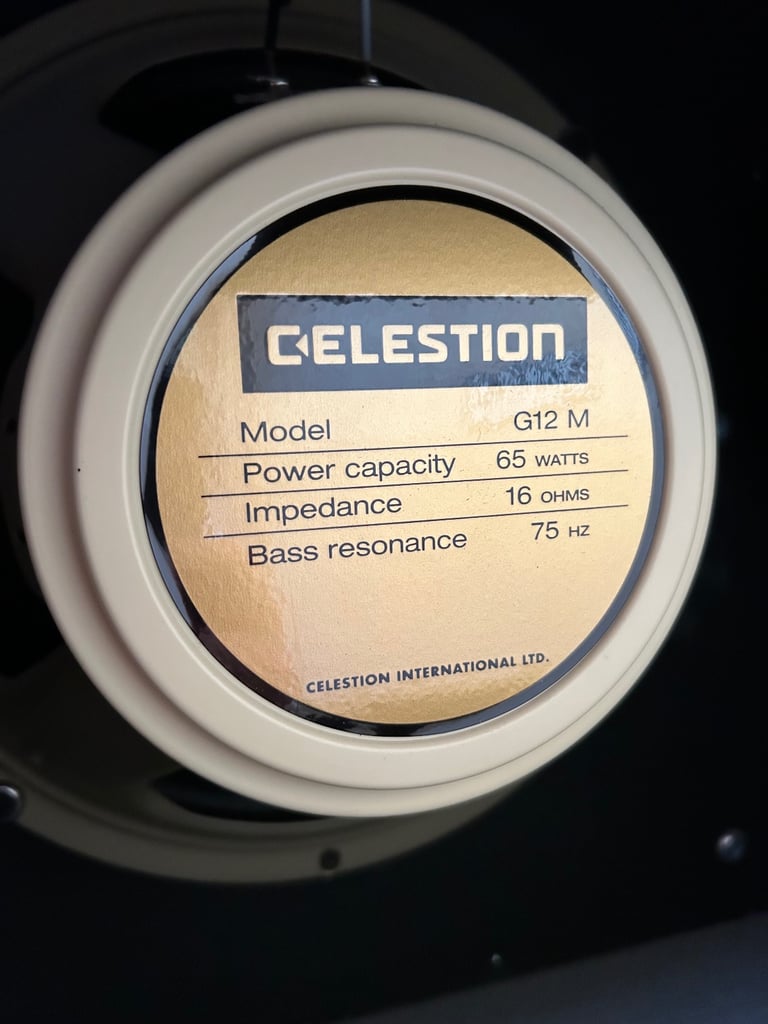 CELESTION
Model G12 M
Power capacity 65 WATTS
Impedance 16 OHMS
Bass resonance 75 HZ
CELESTION INTERNATIONAL LTD.